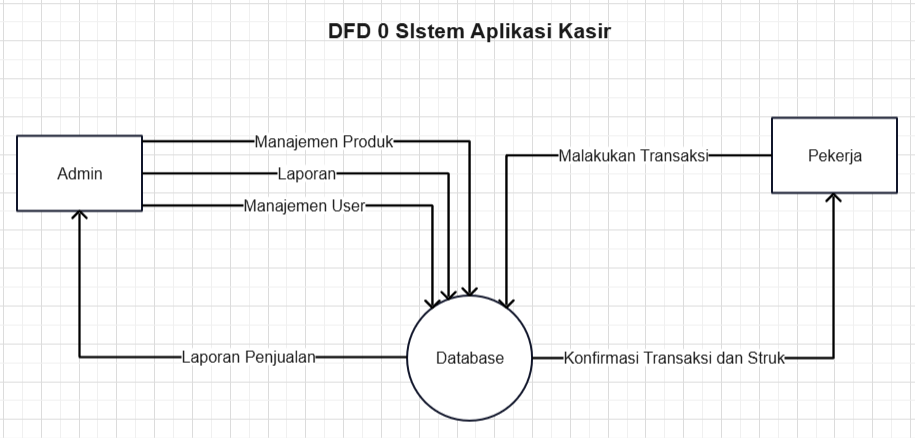 DFD 0 SIstem Aplikasi Kasir
Admin
Manajemen Produk
Laporan
Manajemen User
Malakukan Transaksi
Pekerja
Laporan Penjualan
Database
Konfirmasi Transaksi dan Struk